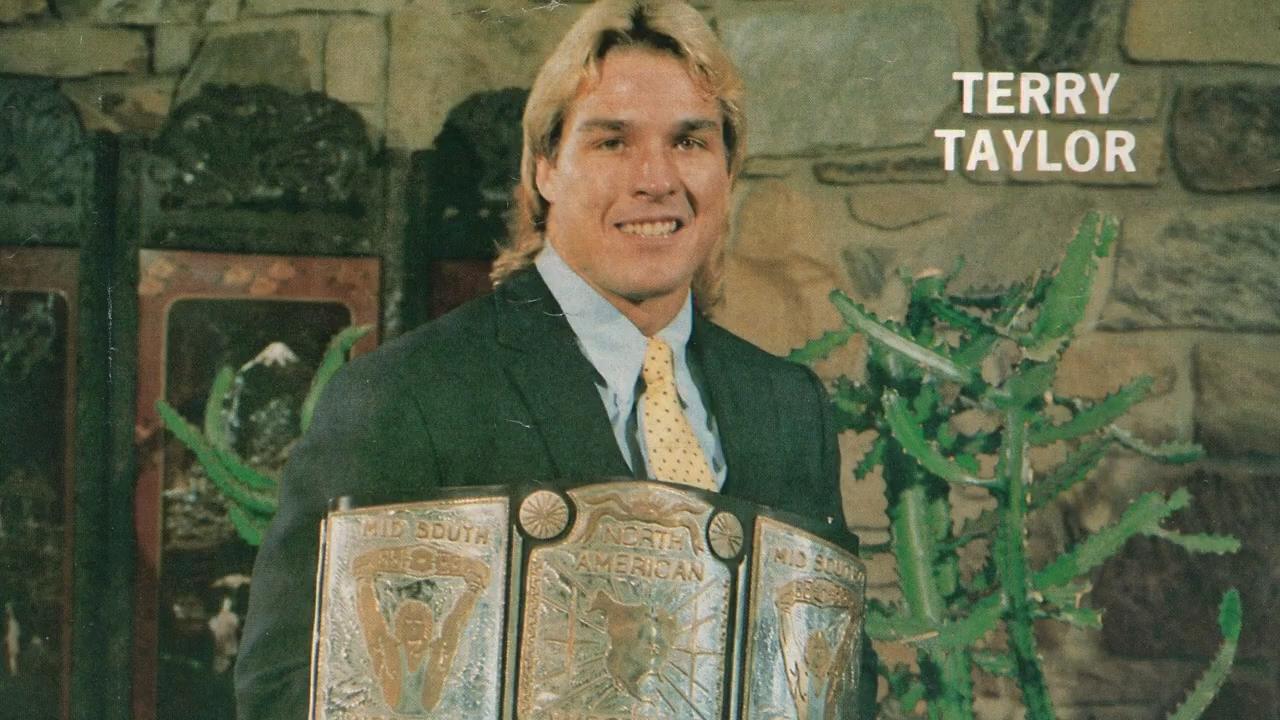 TERRY
TAYLOR
MID SOUTH
NORTH
AMERICAN
MID SOUTH